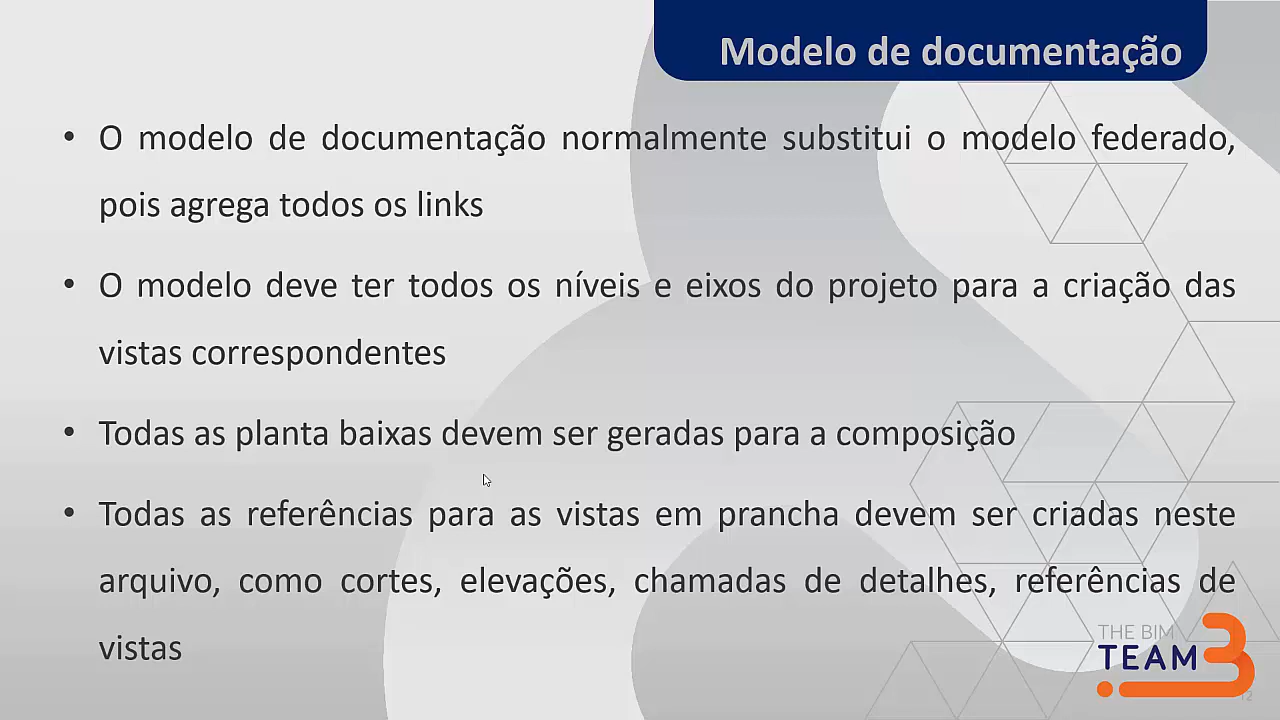 Modelo de documentação
• O modelo de documentação normalmente substitui o modelo federado,
pois agrega todos os links
• O modelo deve ter todos os níveis e eixos do projeto para a criação das
vistas correspondentes
• Todas as planta baixas devem ser geradas para a composição
• Todas as referências para as vistas em prancha devem ser criadas neste
arquivo, como cortes, elevações, chamadas de detalhes, referências de
vistas
THE BIM
TEAM
12